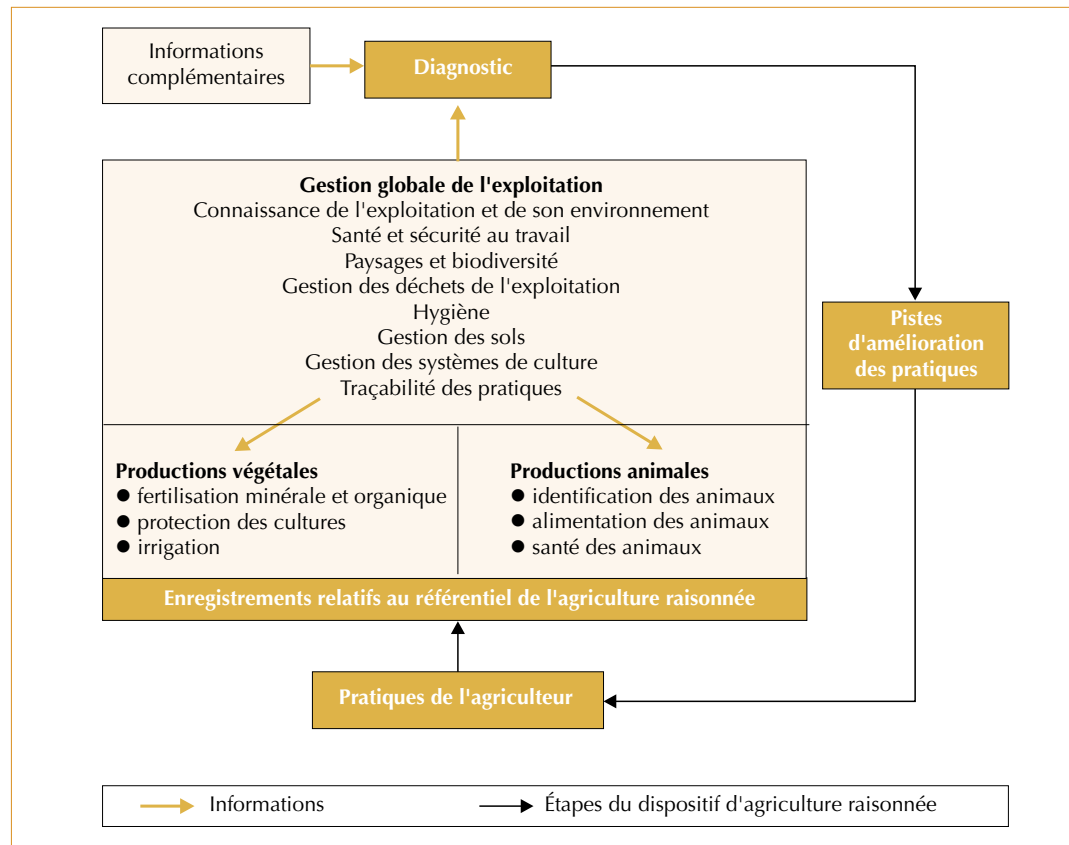 Informations
complémentaires
Diagnostic
Gestion globale de l'exploitation
Connaissance de l'exploitation et de son environnement
Santé et sécurité au travail
Paysages et biodiversité
Gestion des déchets de l'exploitation
Hygiène
Gestion des sols
Gestion des systèmes de culture
Traçabilité des pratiques
Pistes
d'amélioration
des pratiques
Productions végétales
● fertilisation minérale et organique
● protection des cultures
● irrigation
Productions animales
● identification des animaux
● alimentation des animaux
● santé des animaux
Enregistrements relatifs au référentiel de l'agriculture raisonnée
Pratiques de l'agriculteur
Informations
Étapes du dispositif d'agriculture raisonnée